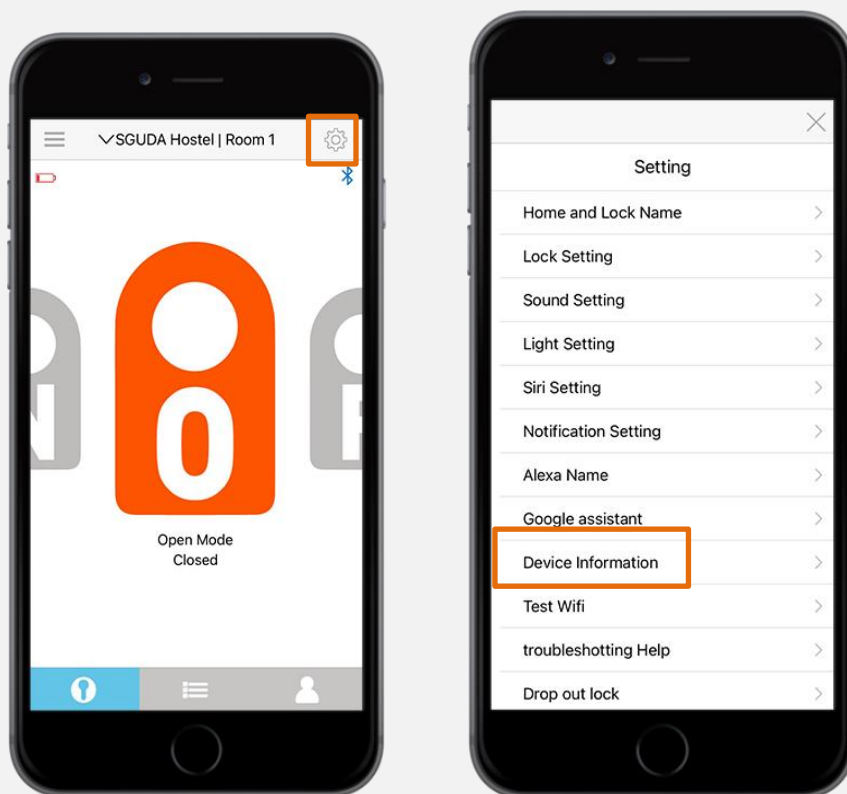 SGUDA Hostel | Room 1
O
Open Mode
Closed
Setting
Home and Lock Name
Lock Setting
Sound Setting
Light Setting
Siri Setting
Notification Setting
Alexa Name
Google assistant
Device Information
Test Wifi
troubleshotting Help
Drop out lock